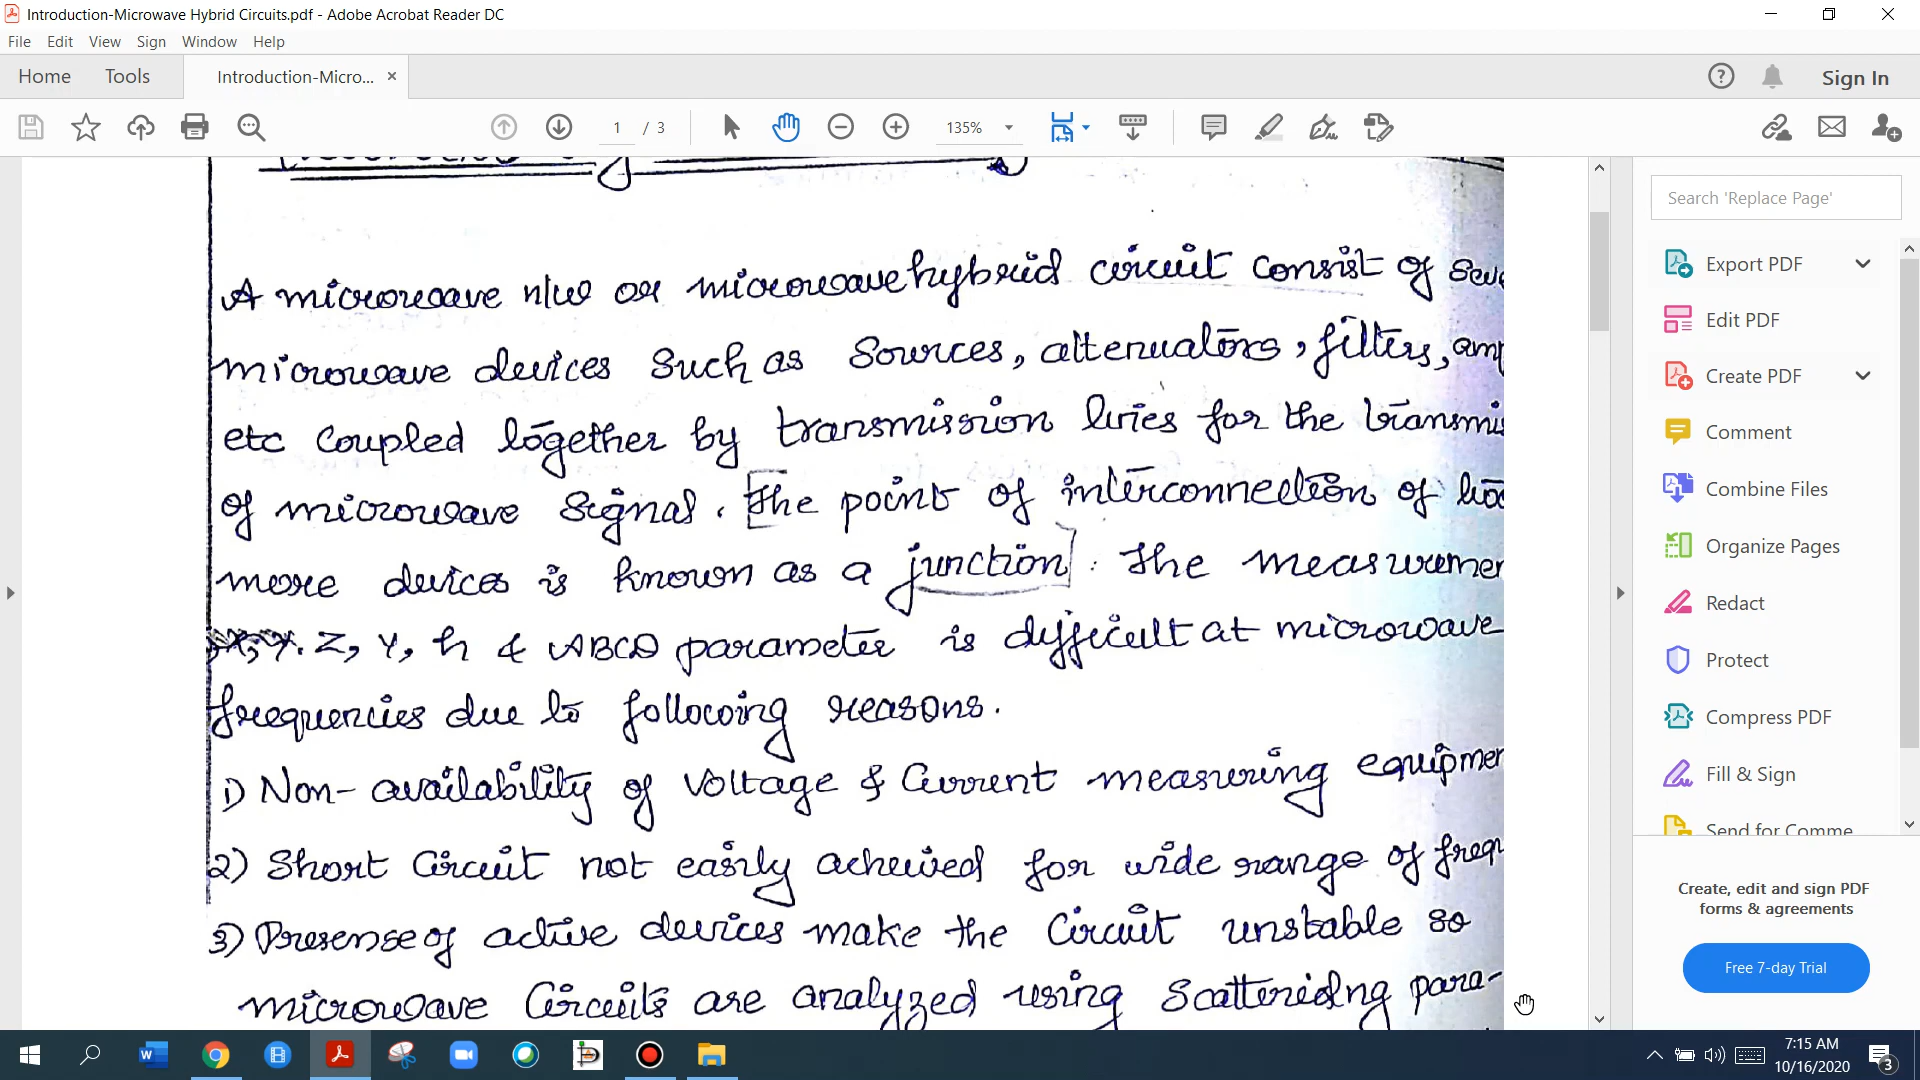 Introduction-Microwave Hybrid Circuits.pdf - Adobe Acrobat Reader DC
File Edit View Sign Window Help
Home Tools Introduction-Micro... × Sign In
1 / 3 135%
Search 'Replace Page'
A microwave n/w or microwave hybrid circuit consist of
microwave devices such as sources, attenuators, filters,
etc coupled together by transmission lines for the
of microwave signal. [The point of interconnection of
more devices is known as a junction]. The
Z, Y, h & ABCD parameter is difficult at microwave
frequencies due to following reasons.
1) Non-availability of Voltage & Current measuring
2) Short Circuit not easily acheived for wide range of
3) Presense of active devices make the Circuit unstable so
microwave Circuits are analyzed using Scattering para-
Export PDF
Edit PDF
Create PDF
Comment
Combine Files
Organize Pages
Redact
Protect
Compress PDF
Fill & Sign
Send for Comme
Create, edit and sign PDF
forms & agreements
Free 7-day Trial
7:15 AM
10/16/2020
3